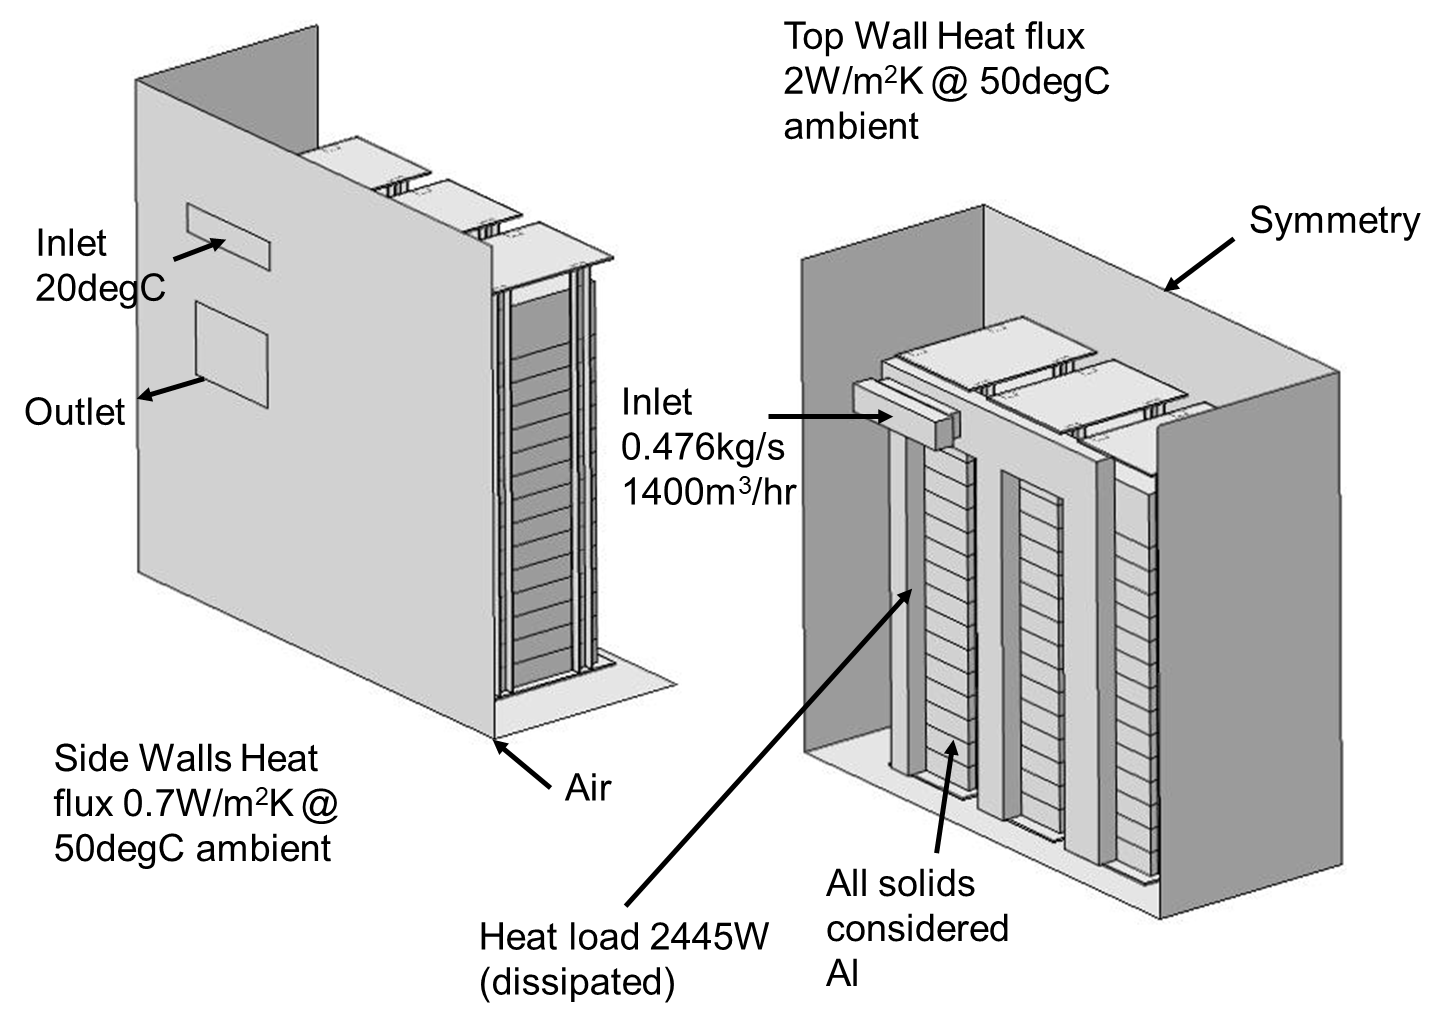 Top Wall Heat flux
2W/m²K @ 50degC
ambient
Symmetry
Inlet
20degC
Outlet
Inlet
0.476kg/s
1400m³/hr
Side Walls Heat
flux 0.7W/m²K @
50degC ambient
Air
Heat load 2445W
(dissipated)
All solids
considered
Al